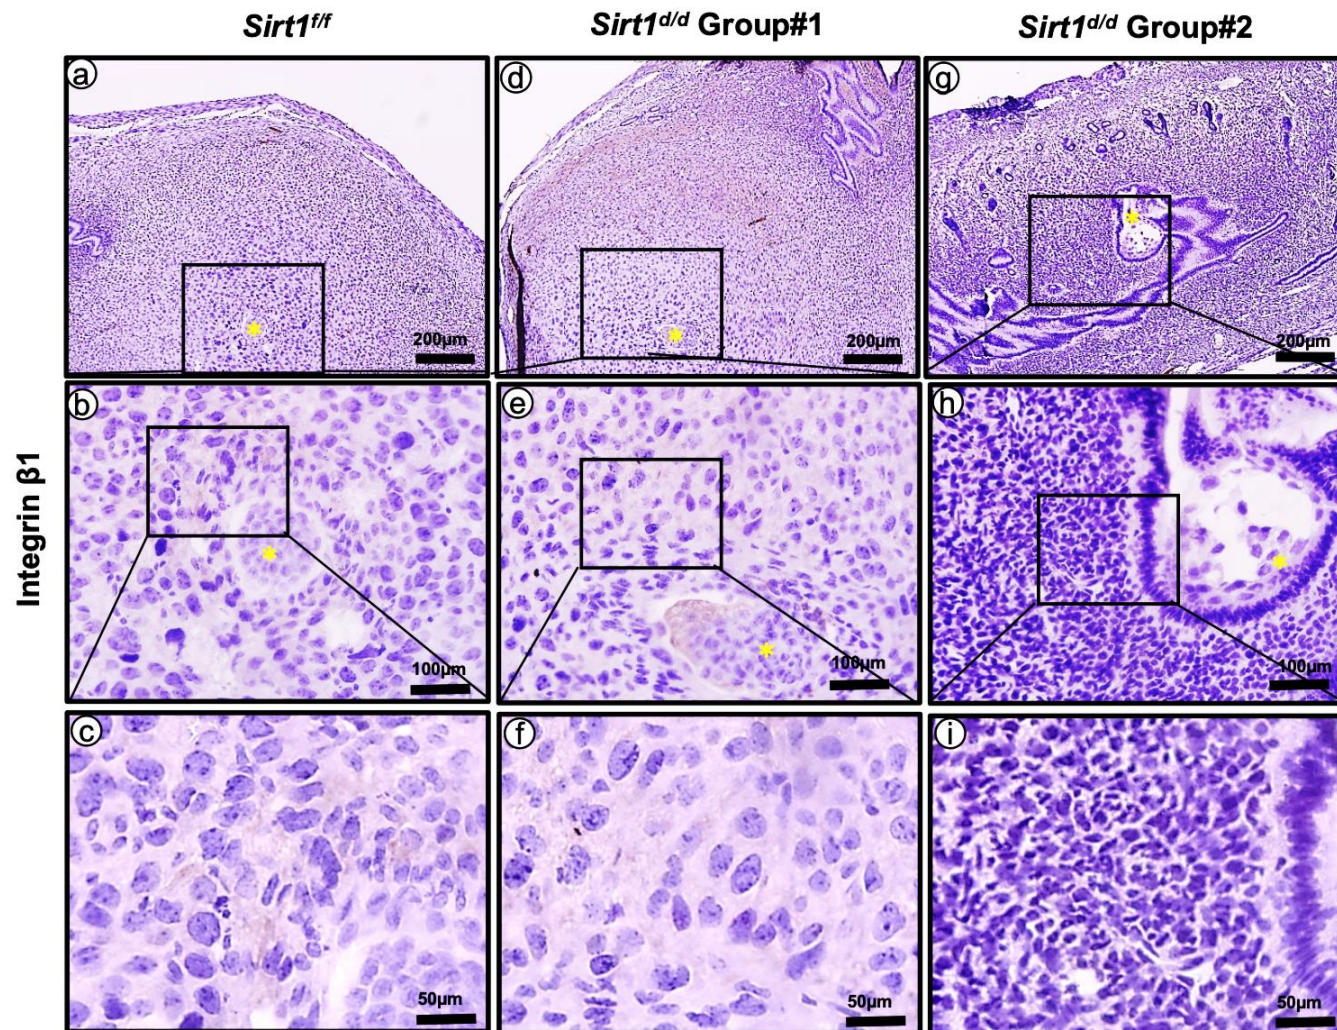 Sirt1f/f
Sirt1d/d Group#1
Sirt1d/d Group#2
a
d
g
200µm
200µm
200µm
Integrin β1
b
e
h
100µm
100µm
100µm
c
f
i
50µm
50µm
50µm